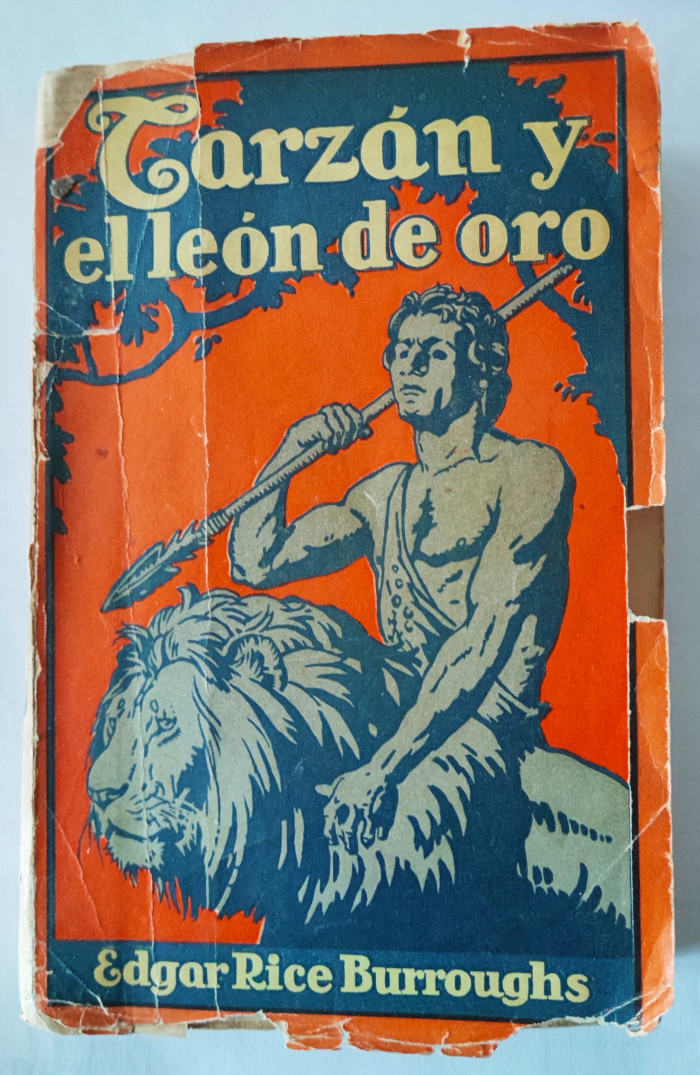 Tarzán y
el león de oro
Edgar Rice Burroughs